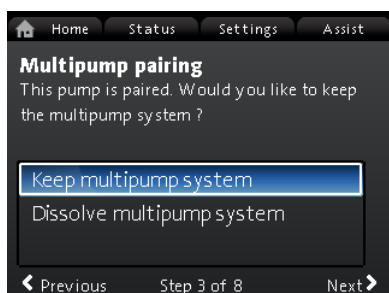 Home Status Settings Assist
Multipump pairing
This pump is paired. Would you like to keep
the multipump system ?
Keep multipump system
Dissolve multipump system
Previous Step 3 of 8 Next